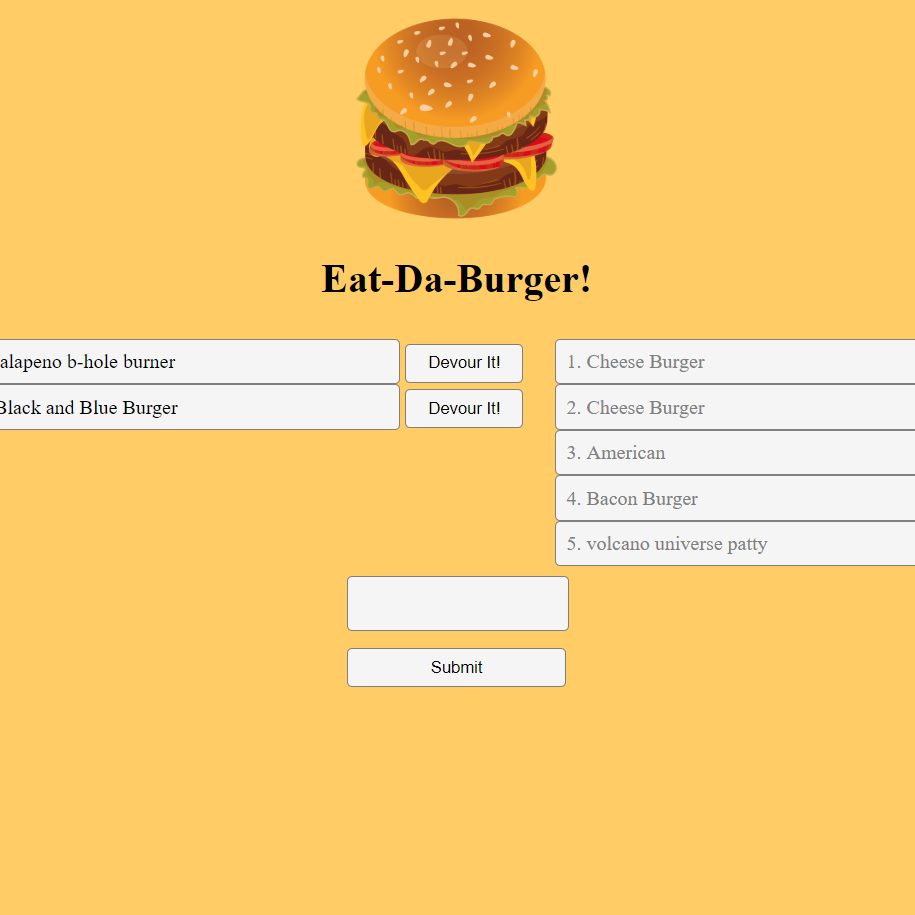 Eat-Da-Burger!
alapeno b-hole burner
Devour It!
Black and Blue Burger
Devour It!
1. Cheese Burger
2. Cheese Burger
3. American
4. Bacon Burger
5. volcano universe patty
Submit